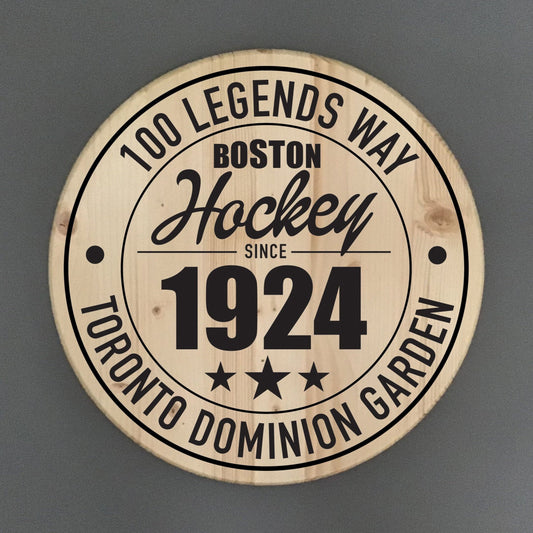 100 LEGENDS WAY
BOSTON
Hockey
SINCE
1924
TORONTO DOMINION GARDEN